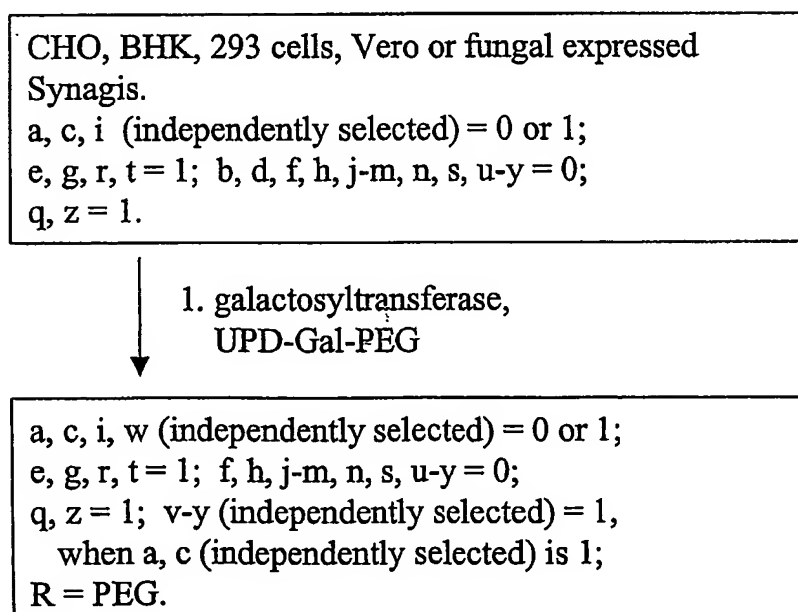 CHO, BHK, 293 cells, Vero or fungal expressed
Synagis.
a, c, i (independently selected) = 0 or 1;
e, g, r, t = 1; b, d, f, h, j-m, n, s, u-y = 0;
q, z = 1.
1. galactosyltransferase,
UPD-Gal-PEG
a, c, i, w (independently selected) = 0 or 1;
e, g, r, t = 1; f, h, j-m, n, s, u-y = 0;
q, z = 1; v-y (independently selected) = 1,
when a, c (independently selected) is 1;
R = PEG.